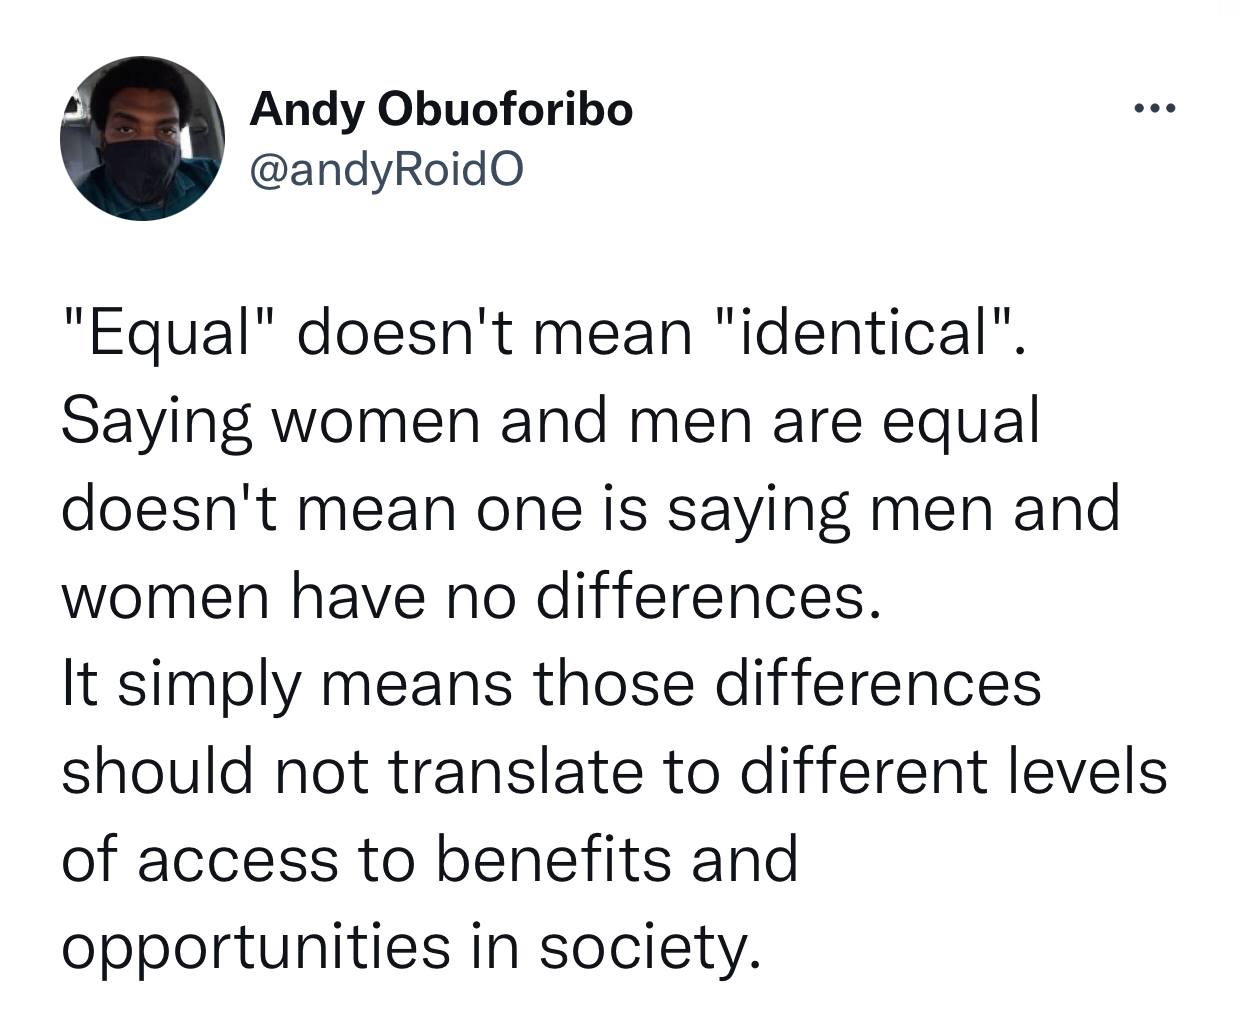 Andy Obuoforibo
@andyRoidO
"Equal" doesn't mean "identical".
Saying women and men are equal
doesn't mean one is saying men and
women have no differences.
It simply means those differences
should not translate to different levels
of access to benefits and
opportunities in society.